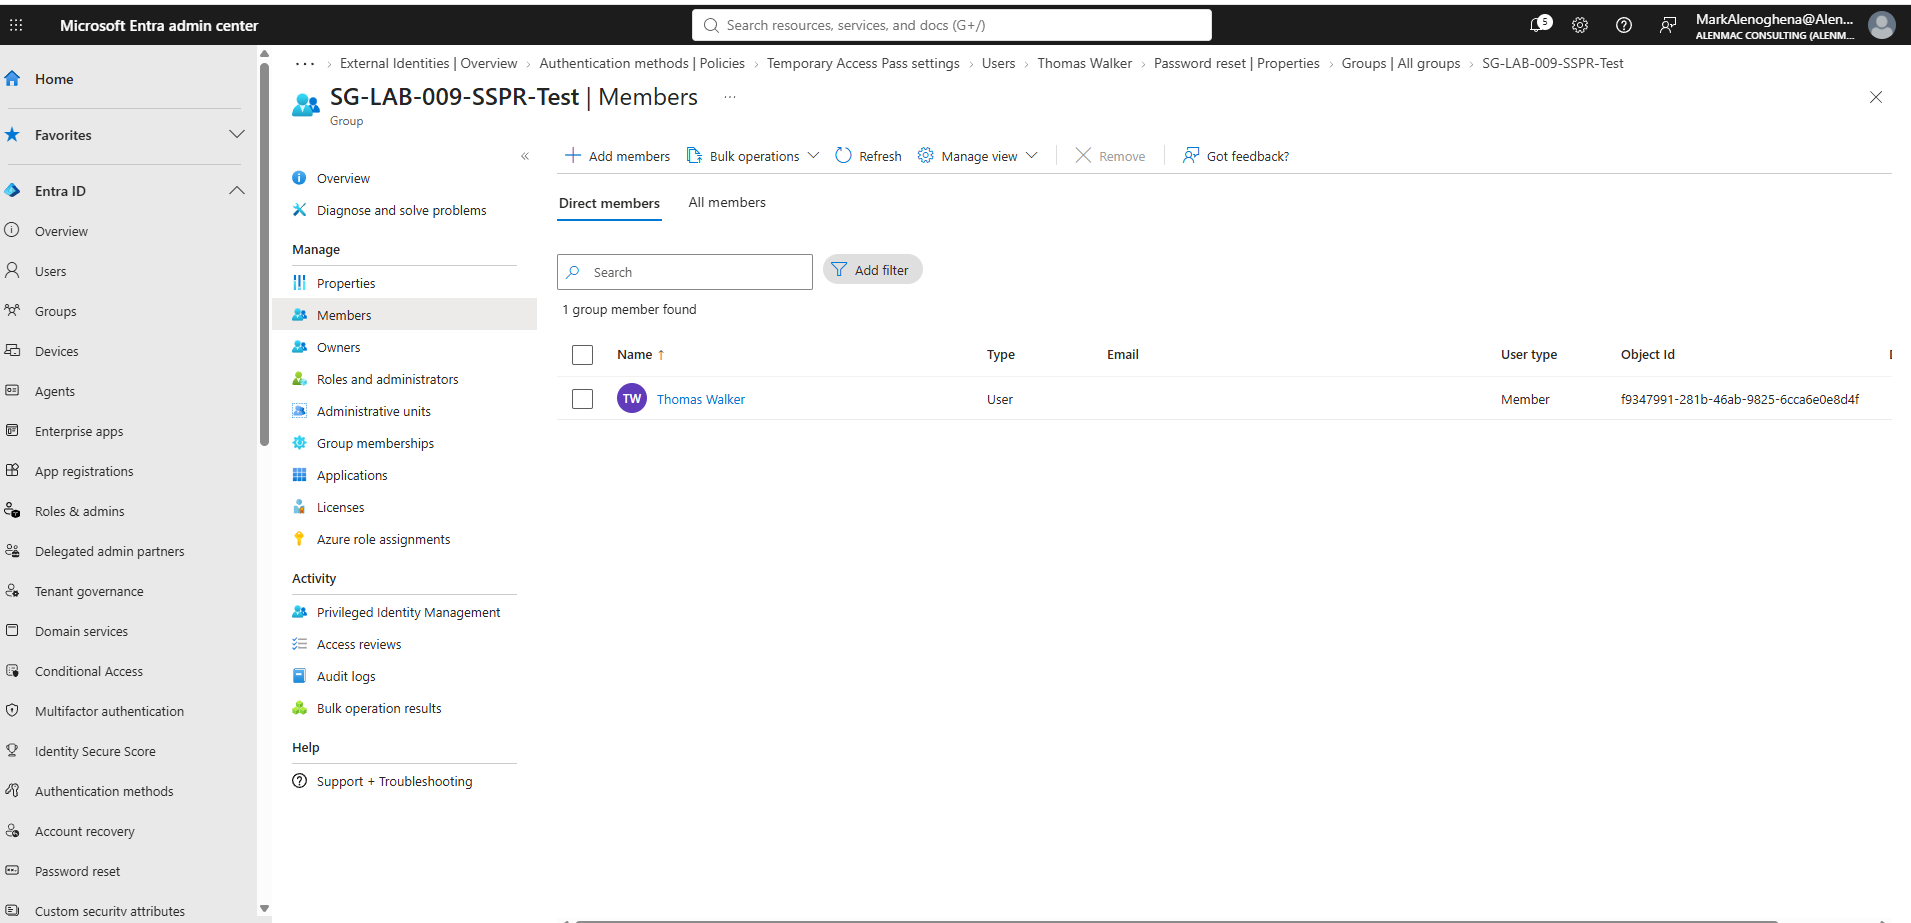 Microsoft Entra admin center
Search resources, services, and docs (G+/)
5
MarkAlenoghena@Alen...
ALENMAC CONSULTING (ALENM...
Home
Favorites
Entra ID
Overview
Users
Groups
Devices
Agents
Enterprise apps
App registrations
Roles & admins
Delegated admin partners
Tenant governance
Domain services
Conditional Access
Multifactor authentication
Identity Secure Score
Authentication methods
Account recovery
Password reset
Custom security attributes
··· > External Identities | Overview > Authentication methods | Policies > Temporary Access Pass settings > Users > Thomas Walker > Password reset | Properties > Groups | All groups > SG-LAB-009-SSPR-Test
SG-LAB-009-SSPR-Test | Members ···
Group
«
Overview
Diagnose and solve problems
Manage
Properties
Members
Owners
Roles and administrators
Administrative units
Group memberships
Applications
Licenses
Azure role assignments
Activity
Privileged Identity Management
Access reviews
Audit logs
Bulk operation results
Help
Support + Troubleshooting
Add members Bulk operations Refresh Manage view Remove Got feedback?
Direct members All members
Search Add filter
1 group member found
Name ↑ Type Email User type Object Id
TW Thomas Walker User Member f9347991-281b-46ab-9825-6cca6e0e8d4f